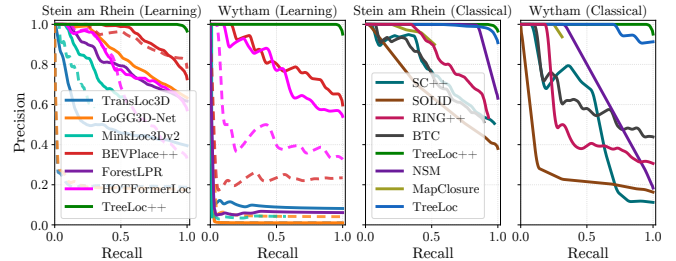 Stein am Rhein (Learning)
Wytham (Learning)
Stein am Rhein (Classical)
Wytham (Classical)
Precision
1.0
0.8
0.6
0.4
0.2
0.0
TransLoc3D
LoGG3D-Net
MinkLoc3Dv2
BEVPlace++
ForestLPR
HOTFormerLoc
TreeLoc++
SC++
SOLID
RING++
BTC
TreeLoc++
NSM
MapClosure
TreeLoc
0.0 0.5 1.0
0.0 0.5 1.0
0.0 0.5 1.0
0.0 0.5 1.0
Recall
Recall
Recall
Recall